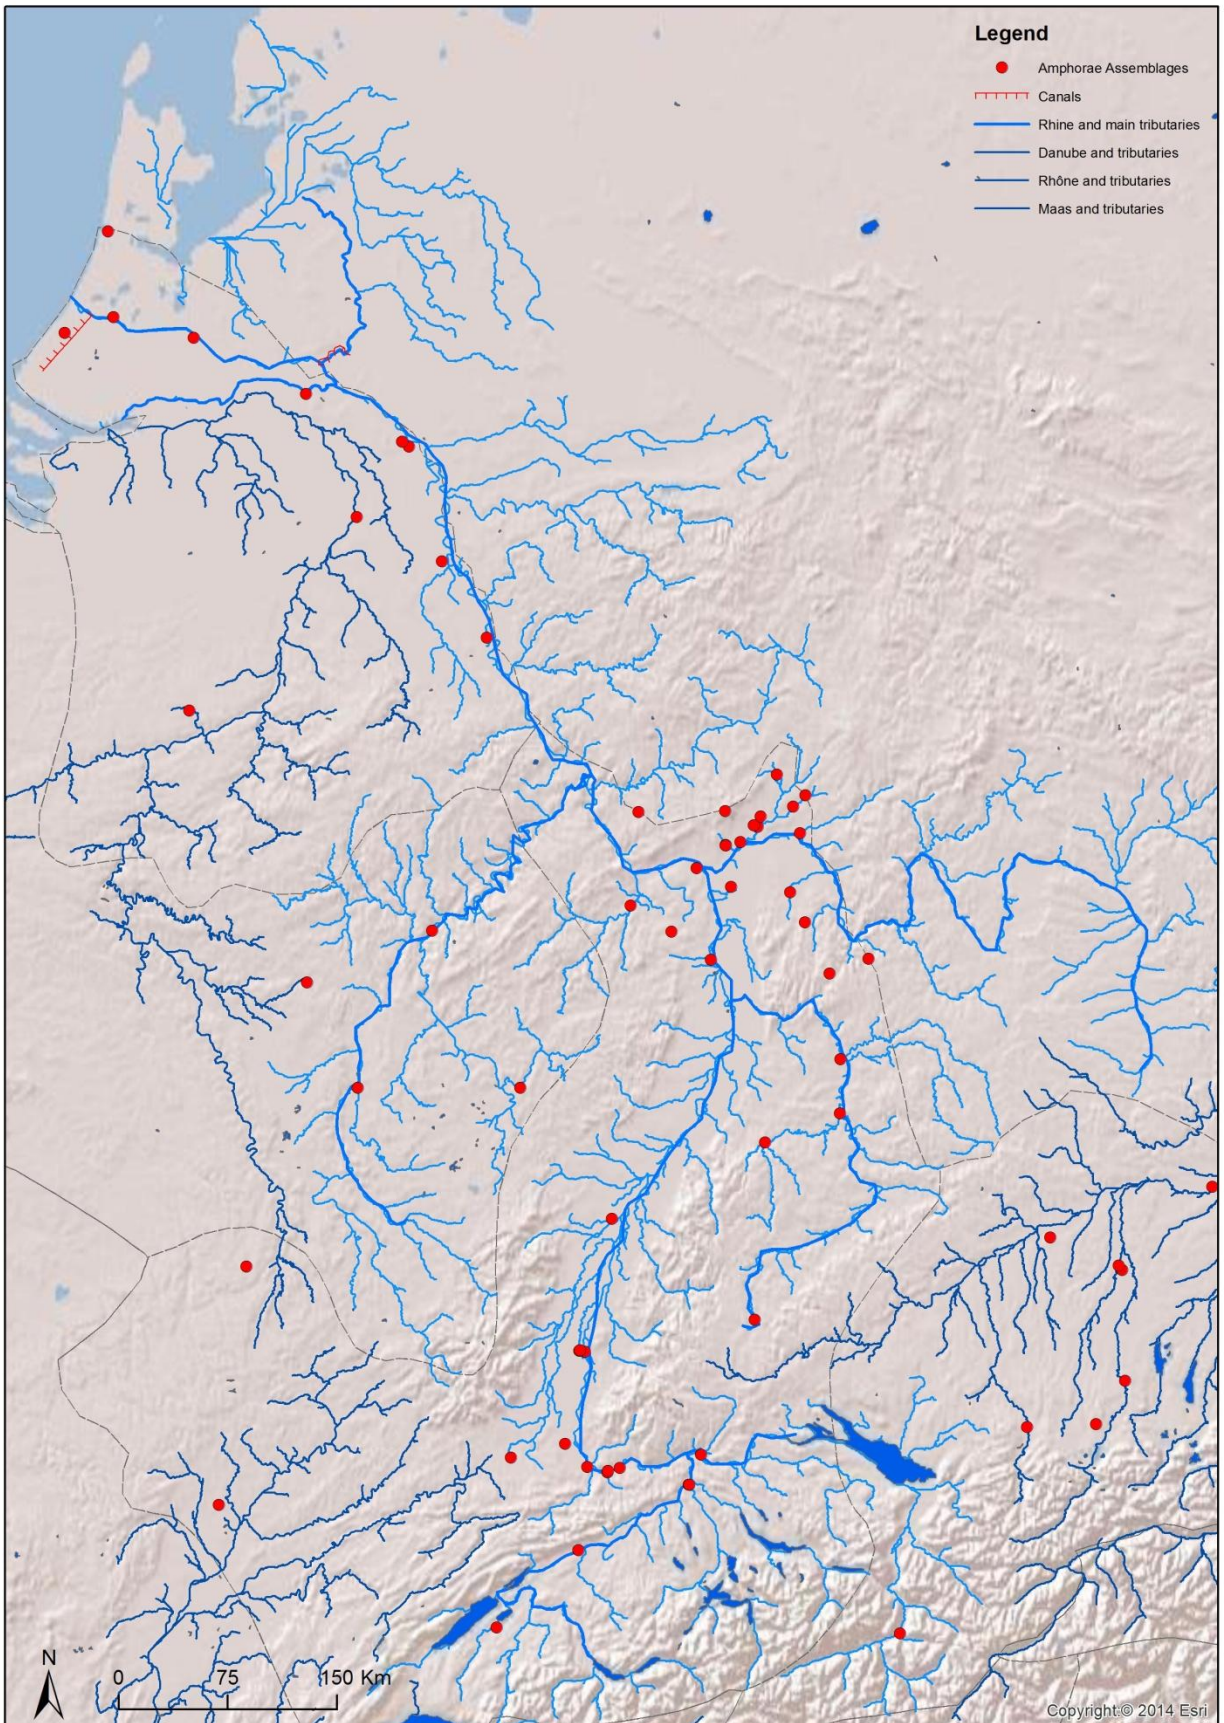 Legend
Amphorae Assemblages
Canals
Rhine and main tributaries
Danube and tributaries
Rhône and tributaries
Maas and tributaries
N
0 75 150 Km
Copyright:© 2014 Esri